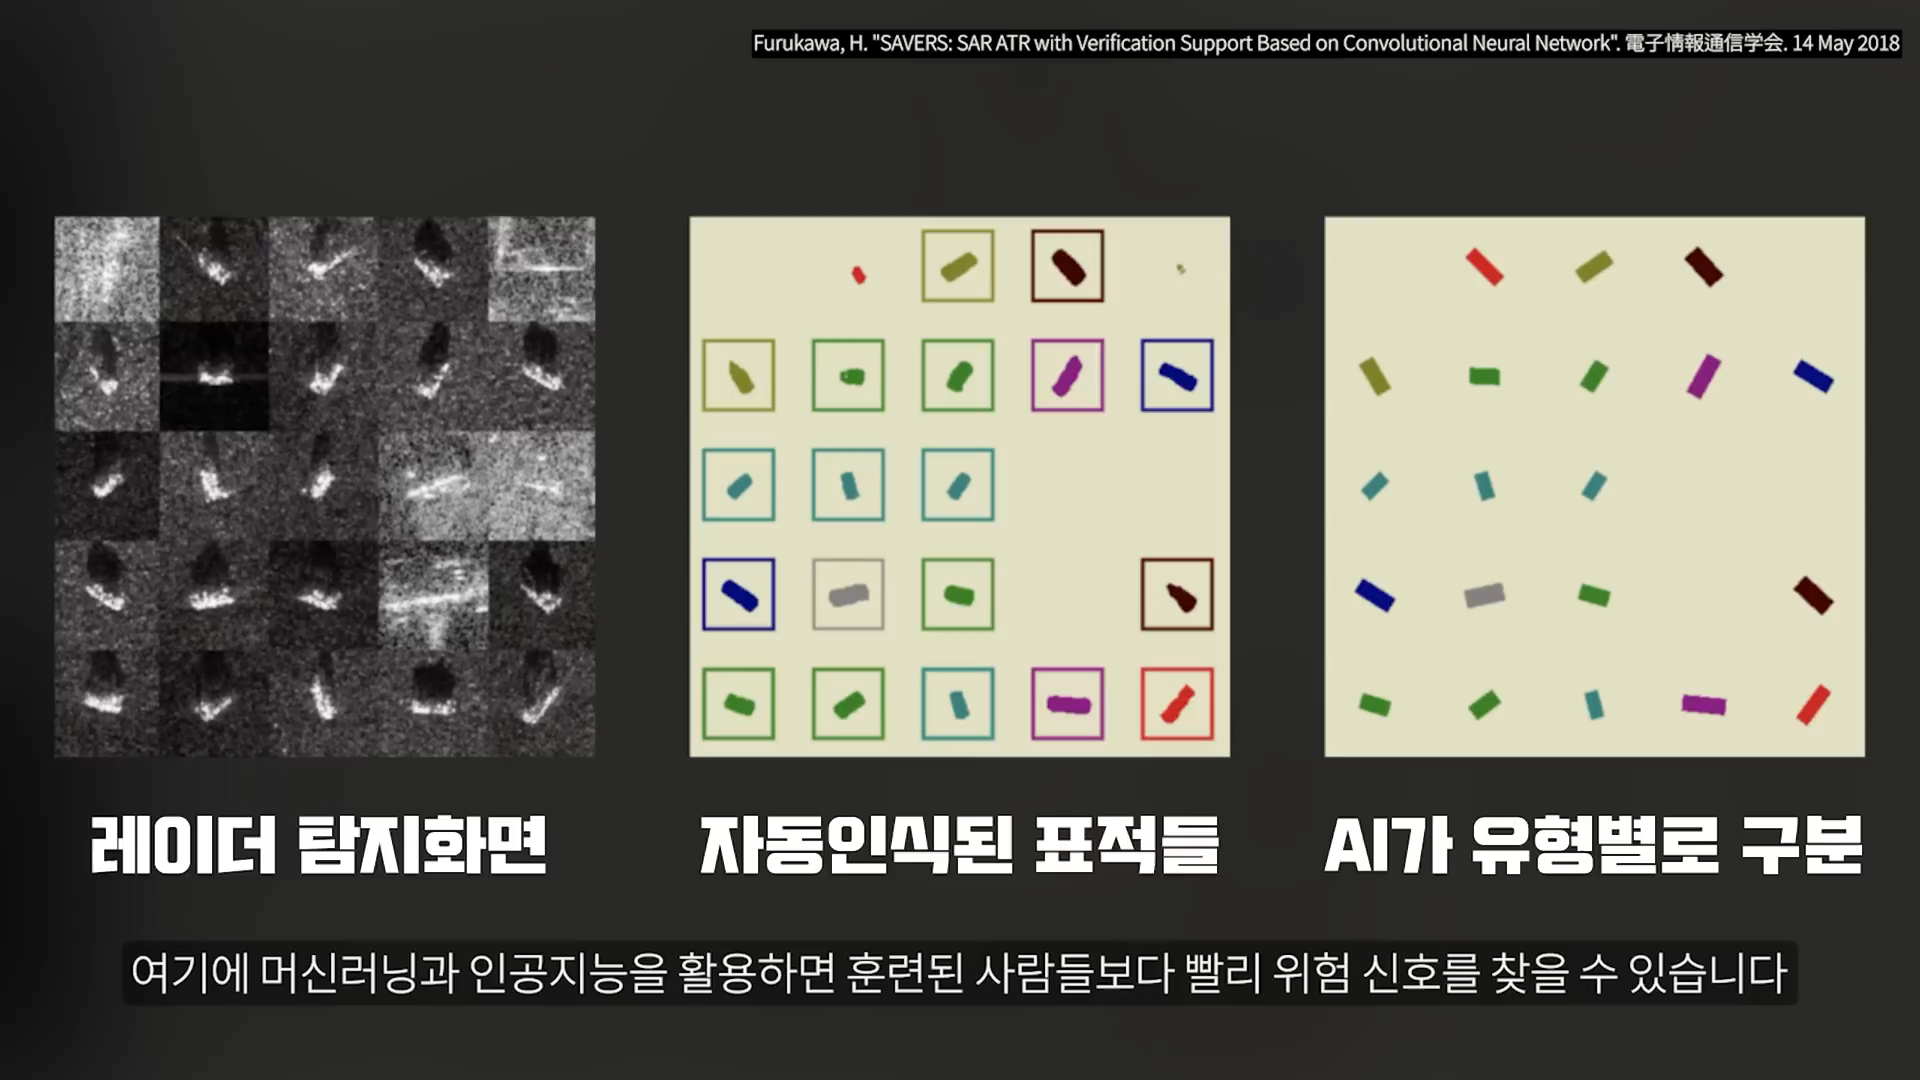 Furukawa, H. "SAVERS: SAR ATR with Verification Support Based on Convolutional Neural Network". 電子情報通信学会. 14 May 2018
레이더 탐지화면
자동인식된 표적들
AI가 유형별로 구분
여기에 머신러닝과 인공지능을 활용하면 훈련된 사람들보다 빨리 위험 신호를 찾을 수 있습니다